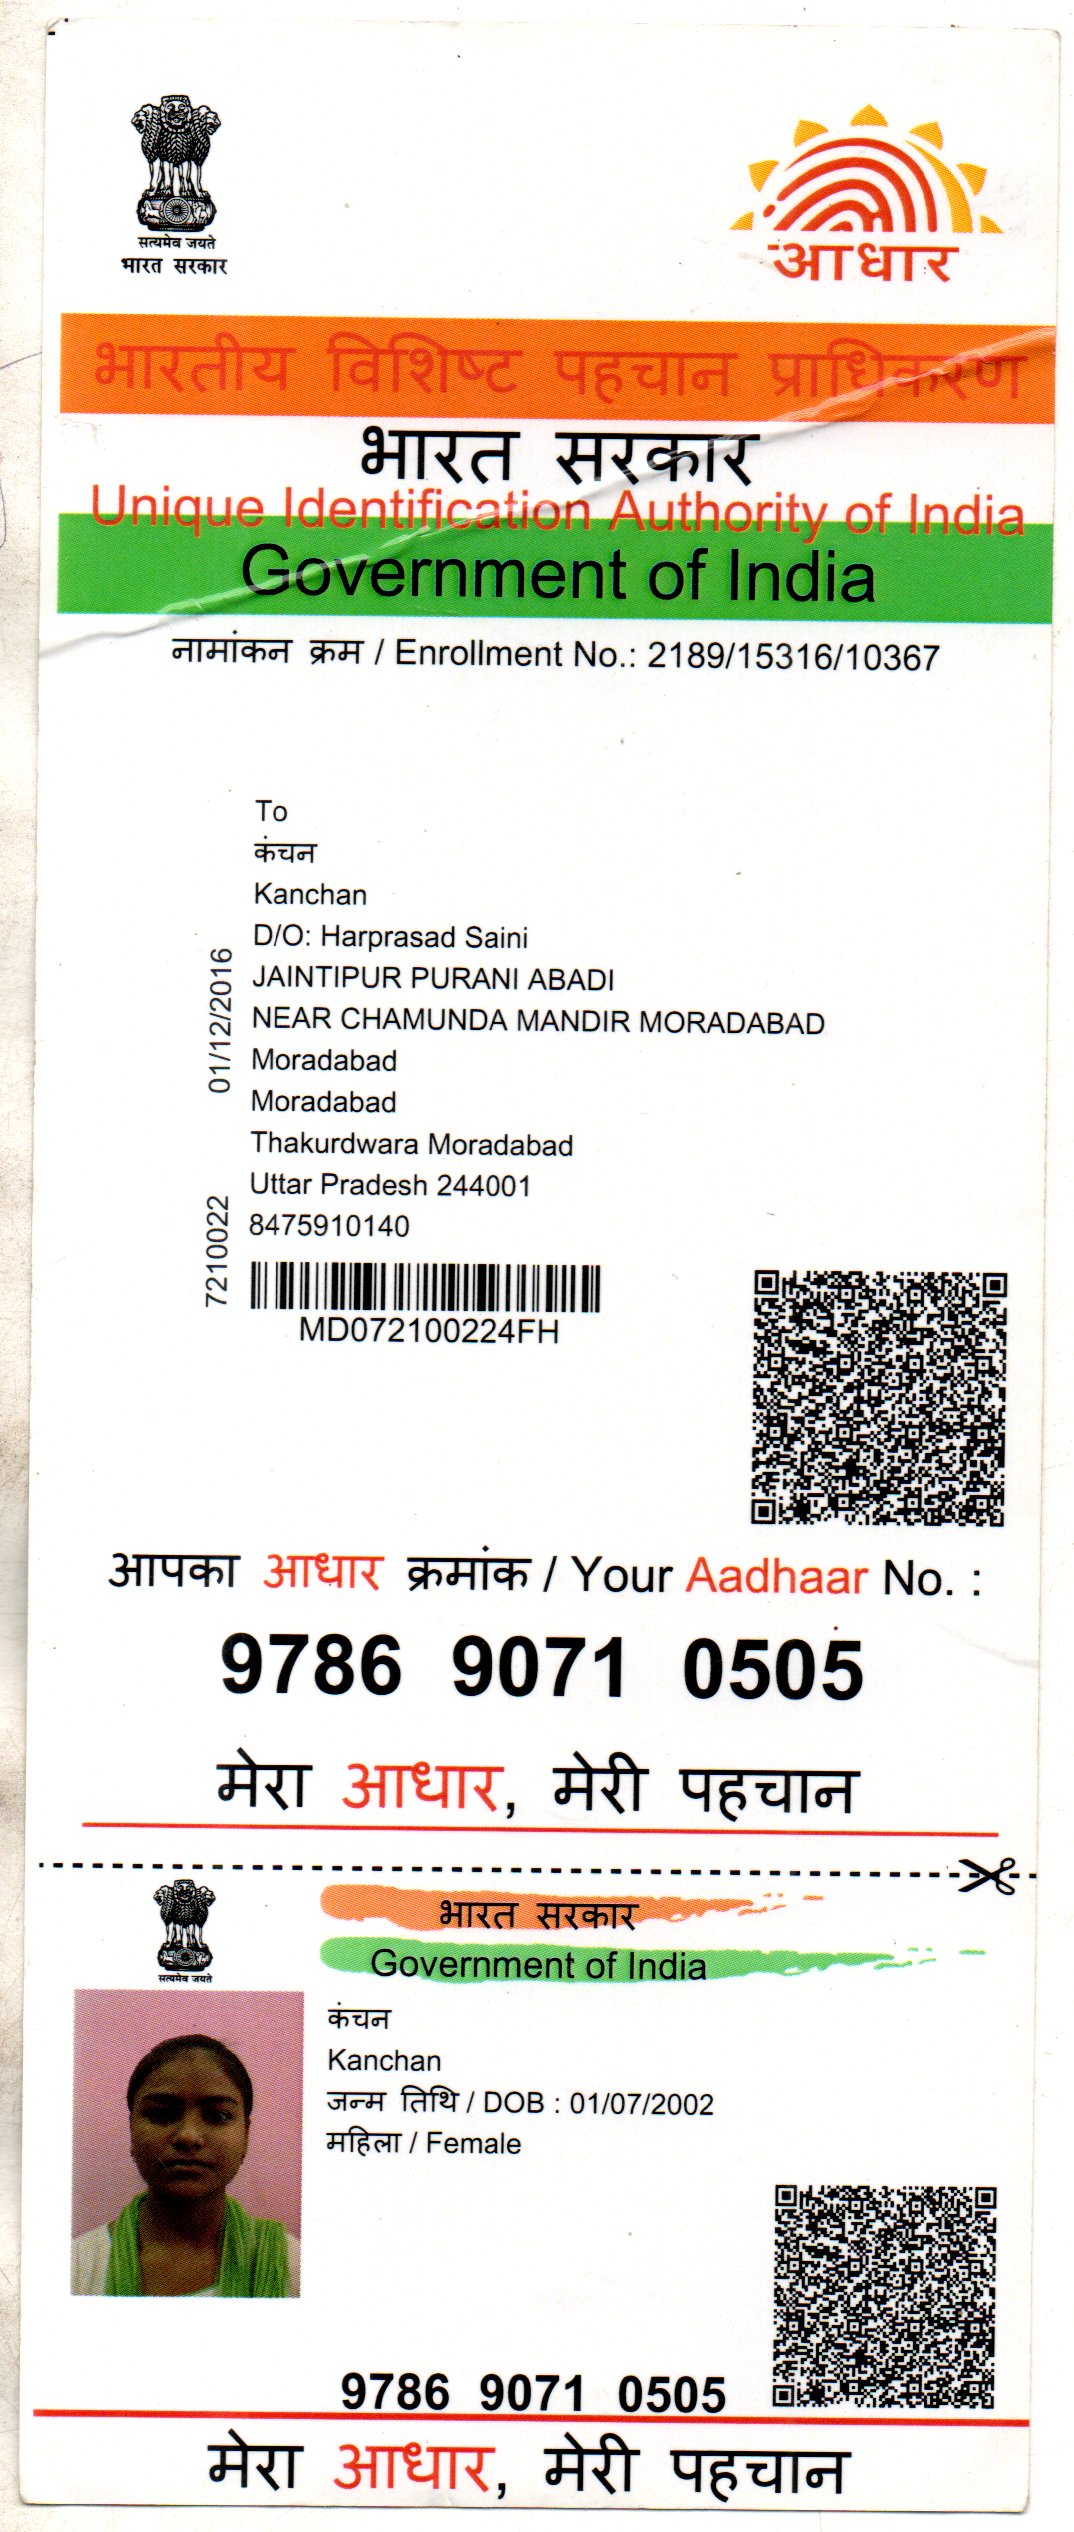 सत्यमेव जयते
भारत सरकार
आधार
भारतीय विशिष्ट पहचान प्राधिकरण
भारत सरकार
Unique Identification Authority of India
Government of India
नामांकन क्रम / Enrollment No.: 2189/15316/10367
To
कंचन
Kanchan
D/O: Harprasad Saini
JAINTIPUR PURANI ABADI
NEAR CHAMUNDA MANDIR MORADABAD
Moradabad
Moradabad
Thakurdwara Moradabad
Uttar Pradesh 244001
8475910140
01/12/2016
7210022
MD072100224FH
आपका आधार क्रमांक / Your Aadhaar No. :
9786 9071 0505
मेरा आधार, मेरी पहचान
सत्यमेव जयते
भारत सरकार
Government of India
कंचन
Kanchan
जन्म तिथि / DOB : 01/07/2002
महिला / Female
9786 9071 0505
मेरा आधार, मेरी पहचान